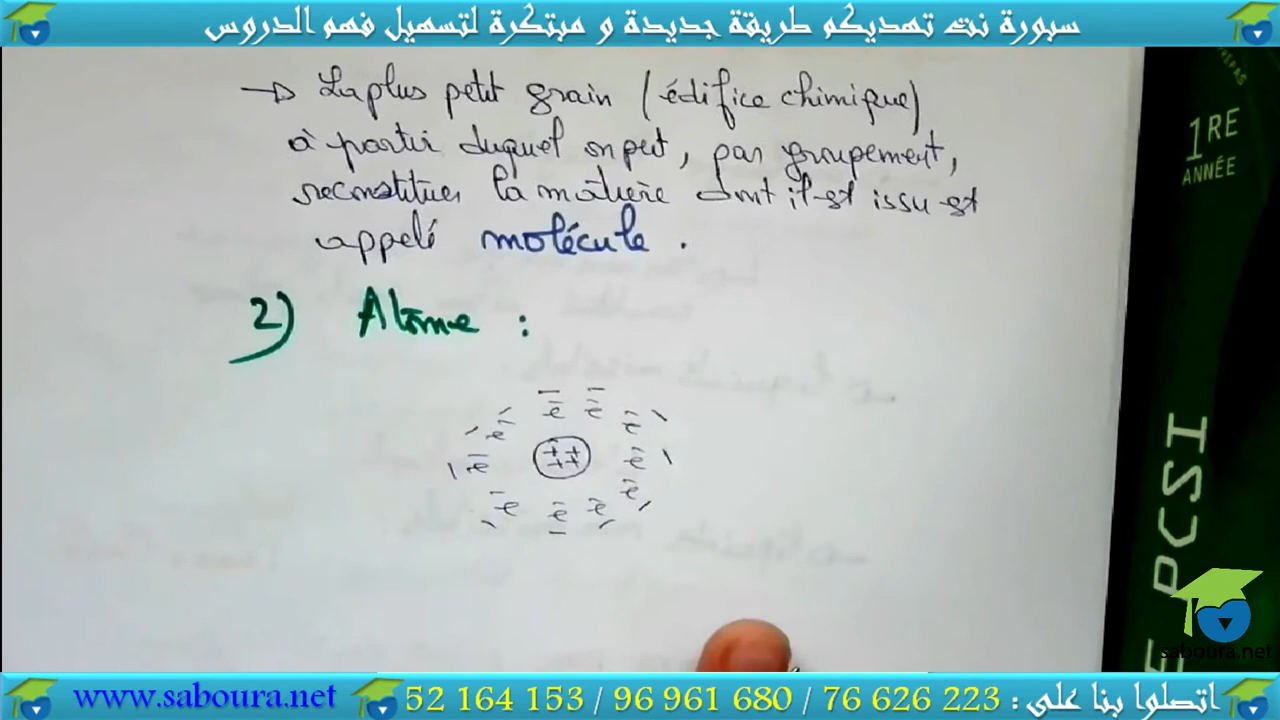 سبورة نت تهديكم طريقة جديدة و مبتكرة لتسهيل فهم الدروس
→ La plus petit grain (édifice chimique)
à partir duquel on peut, par groupement,
reconstituer la matière dont il est issu est
appelé molécule.
2) Atome :
- -
e- e- e-
e- ++ e-
e- ++ e-
e- e- e- e-
1RE
ANNÉE
PCSI
saboura.net
www.saboura.net
اتصلوا بنا على : 52 164 153 / 96 961 680 / 76 626 223